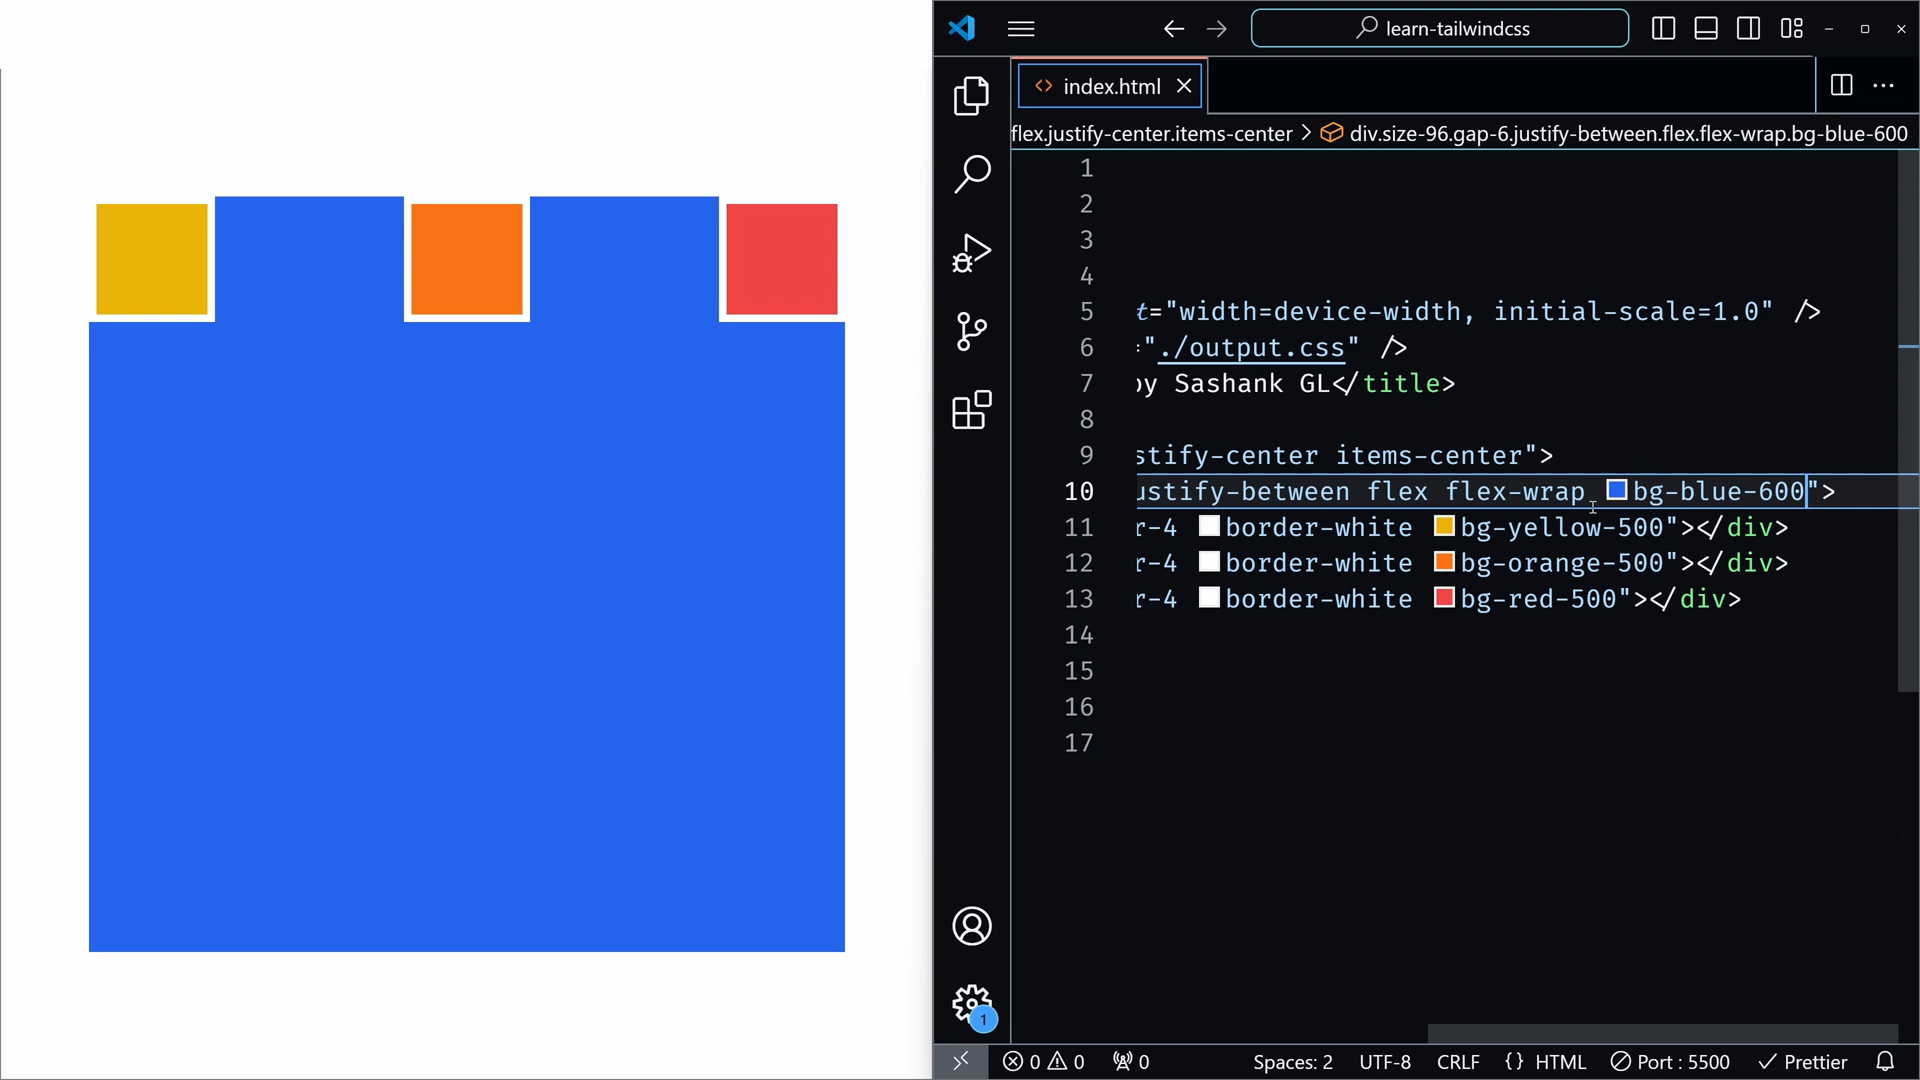 learn-tailwindcss
index.html
flex.justify-center.items-center > div.size-96.gap-6.justify-between.flex.flex-wrap.bg-blue-600
1
2
3
4
5 t="width=device-width, initial-scale=1.0" />
6 ="./output.css" />
7 by Sashank GL</title>
8
9 stify-center items-center">
10 ustify-between flex flex-wrap bg-blue-600">
11 r-4 border-white bg-yellow-500"></div>
12 r-4 border-white bg-orange-500"></div>
13 r-4 border-white bg-red-500"></div>
14
15
16
17
1
0 0 0 Spaces: 2 UTF-8 CRLF {} HTML Port : 5500 Prettier